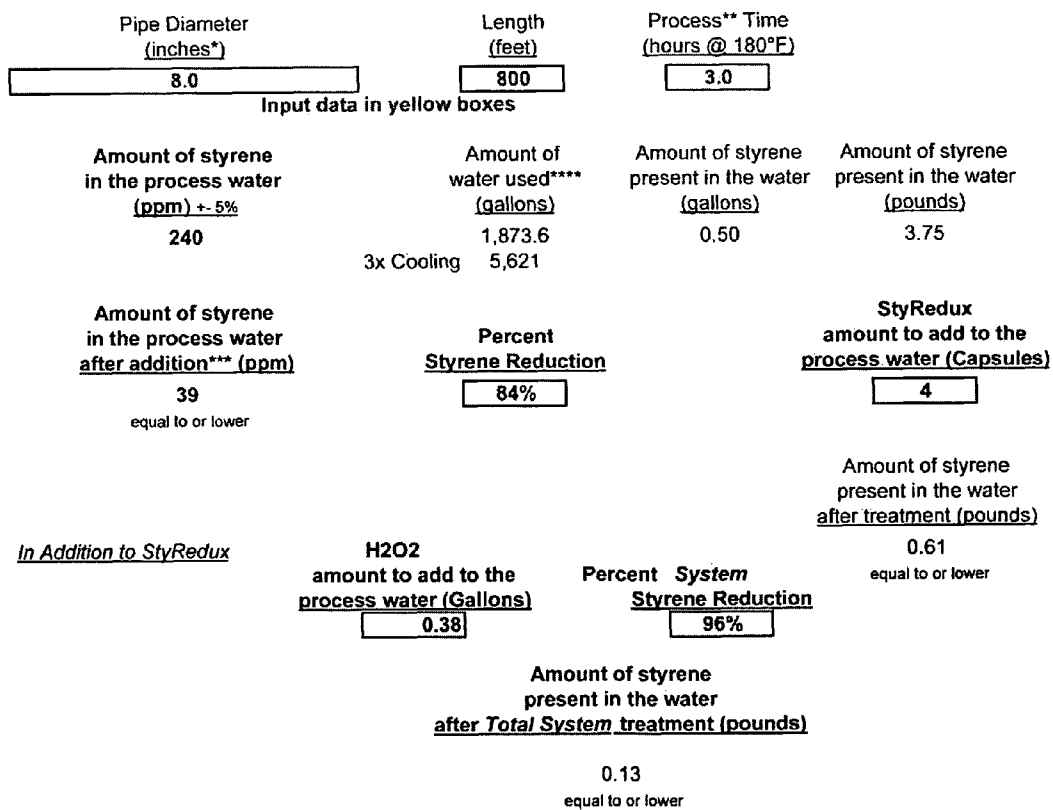 Pipe Diameter
(inches*)
8.0
Length
(feet)
800
Process** Time
(hours @ 180°F)
3.0
Input data in yellow boxes
Amount of styrene
in the process water
(ppm) +- 5%
240
Amount of
water used****
(gallons)
1,873.6
3x Cooling 5,621
Amount of styrene
present in the water
(gallons)
0.50
Amount of styrene
present in the water
(pounds)
3.75
Amount of styrene
in the process water
after addition*** (ppm)
39
equal to or lower
Percent
Styrene Reduction
84%
StyRedux
amount to add to the
process water (Capsules)
4
Amount of styrene
present in the water
after treatment (pounds)
0.61
equal to or lower
In Addition to StyRedux
H2O2
amount to add to the
process water (Gallons)
0.38
Percent System
Styrene Reduction
96%
Amount of styrene
present in the water
after Total System treatment (pounds)
0.13
equal to or lower